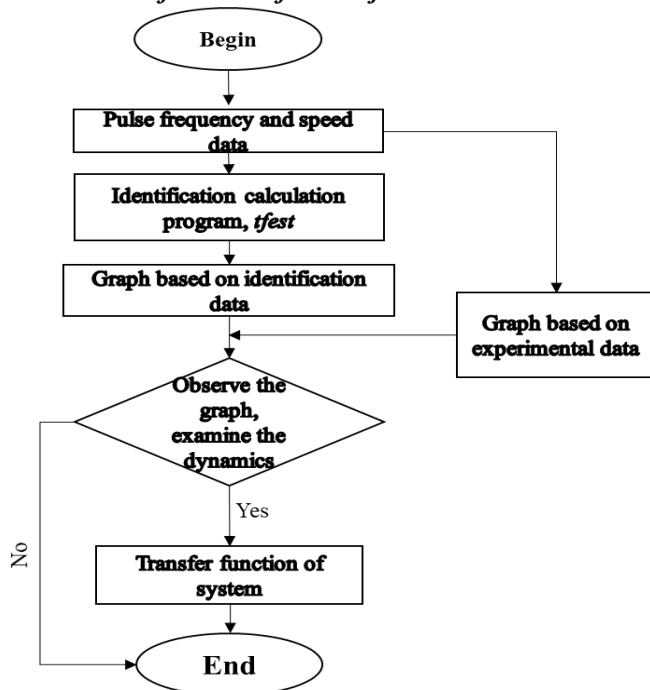 Begin
Pulse frequency and speed
data
Identification calculation
program, tfest
Graph based on identification
data
Graph based on
experimental data
Observe the
graph,
examine the
dynamics
Yes
No
Transfer function of
system
End